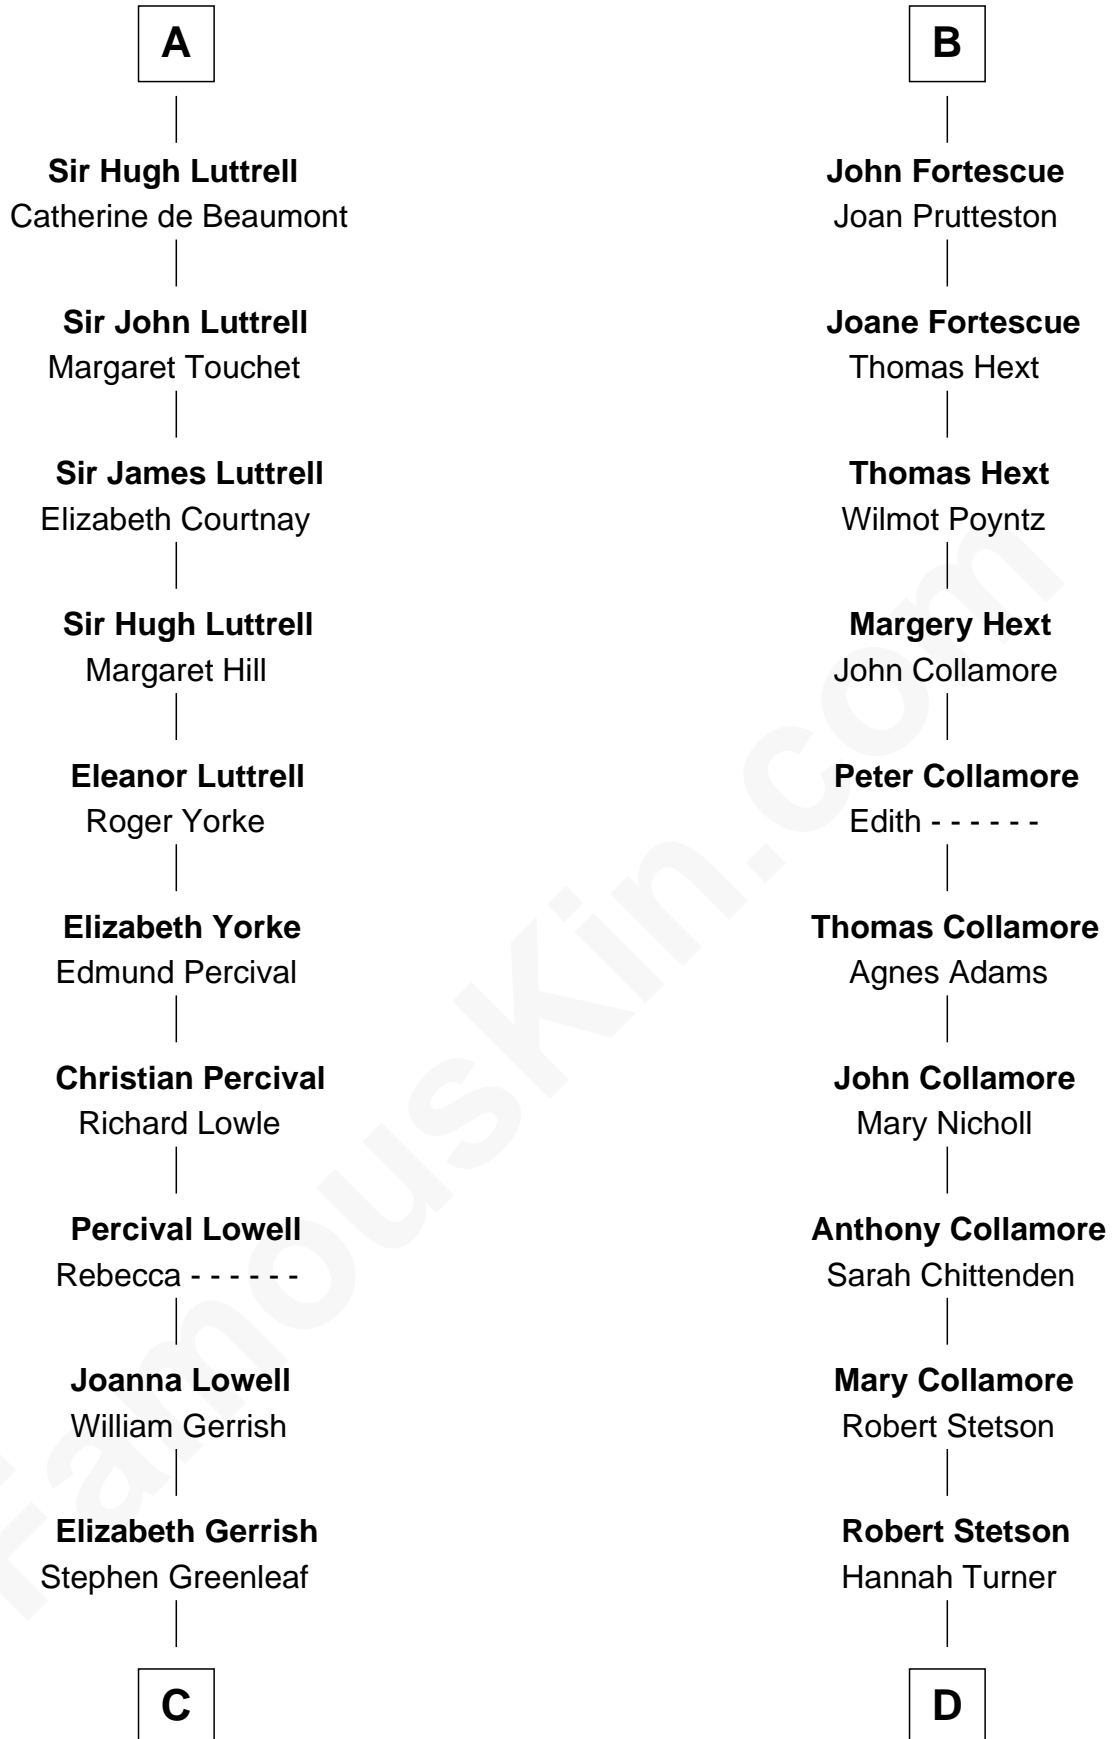 A
Sir Hugh Luttrell
Catherine de Beaumont
Sir John Luttrell
Margaret Touchet
Sir James Luttrell
Elizabeth Courtnay
Sir Hugh Luttrell
Margaret Hill
Eleanor Luttrell
Roger Yorke
Elizabeth Yorke
Edmund Percival
Christian Percival
Richard Lowle
Percival Lowell
Rebecca - - - - - -
Joanna Lowell
William Gerrish
Elizabeth Gerrish
Stephen Greenleaf
C
B
John Fortescue
Joan Prutteston
Joane Fortescue
Thomas Hext
Thomas Hext
Wilmot Poyntz
Margery Hext
John Collamore
Peter Collamore
Edith - - - - - -
Thomas Collamore
Agnes Adams
John Collamore
Mary Nicholl
Anthony Collamore
Sarah Chittenden
Mary Collamore
Robert Stetson
Robert Stetson
Hannah Turner
D
FamousKin.com